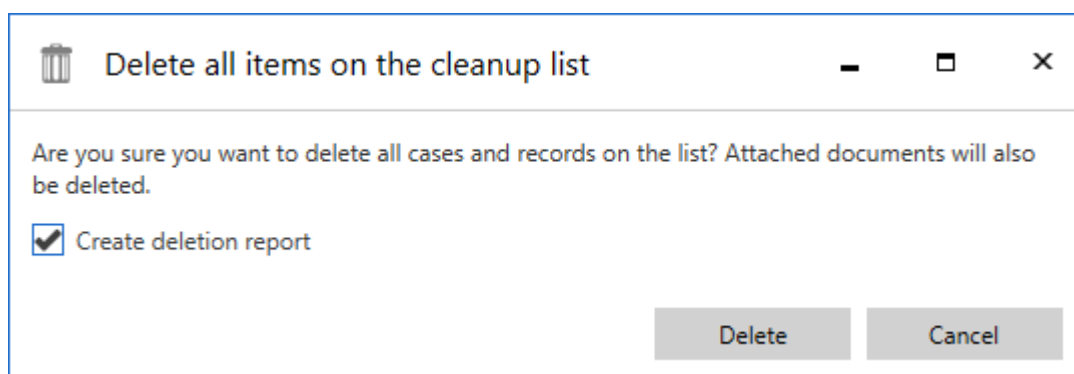 Delete all items on the cleanup list
Are you sure you want to delete all cases and records on the list? Attached documents will also
be deleted.
Create deletion report
Delete
Cancel